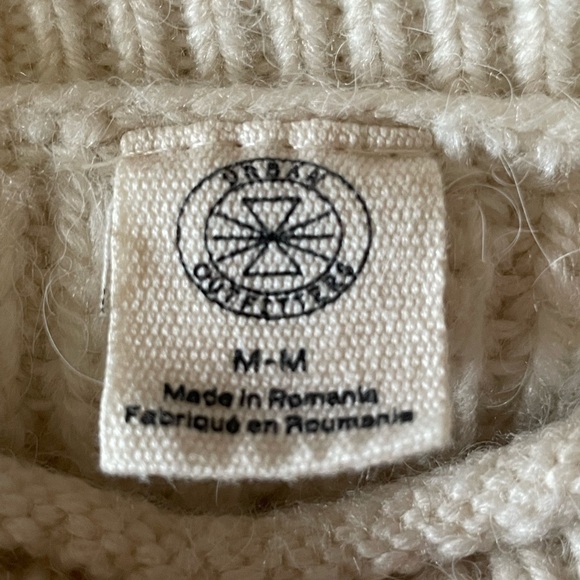 URBAN
OUTFITTERS
M-M
Made in Romania
Fabriqué en Roumanie